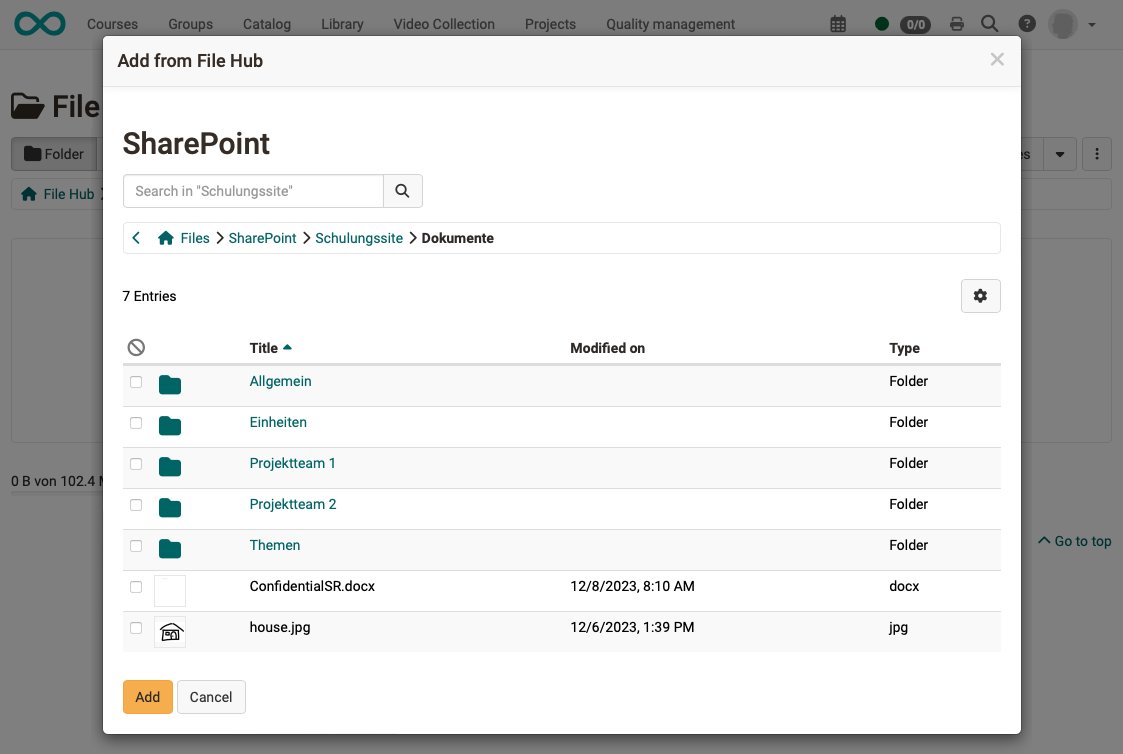 Courses Groups Catalog Library Video Collection Projects Quality management 0/0 ?
Add from File Hub
File
SharePoint
Folder
es
Search in "Schulungssite"
File Hub
Files SharePoint Schulungssite Dokumente
7 Entries
Title Modified on Type
Allgemein Folder
Einheiten Folder
Projektteam 1 Folder
0 B von 102.4
Projektteam 2 Folder
Themen Folder
Go to top
ConfidentialSR.docx 12/8/2023, 8:10 AM docx
house.jpg 12/6/2023, 1:39 PM jpg
Add Cancel